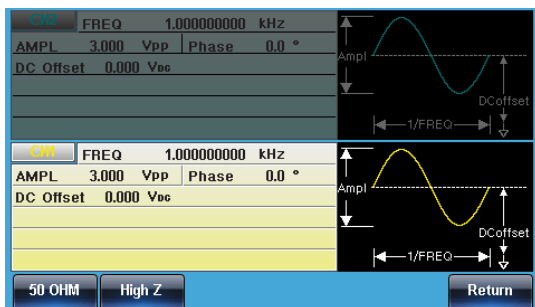 CH2 FREQ 1.000000000 kHz
AMPL 3.000 Vpp Phase 0.0 °
DC Offset 0.000 VDC
Ampl
DCoffset
1/FREQ
CH1 FREQ 1.000000000 kHz
AMPL 3.000 Vpp Phase 0.0 °
DC Offset 0.000 VDC
Ampl
DCoffset
1/FREQ
50 OHM High Z Return